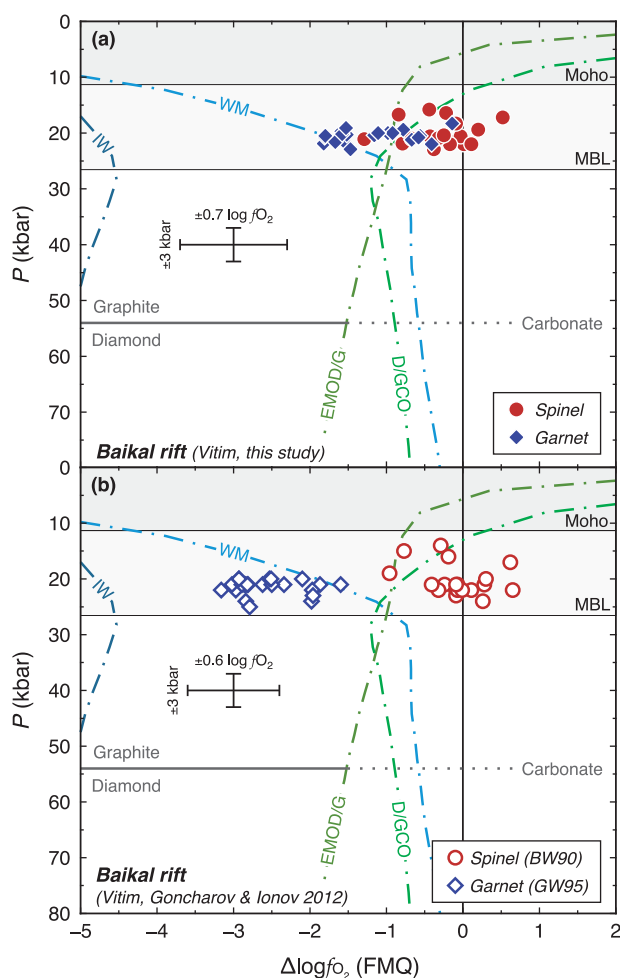 (a)
0
10
20
30
40
50
60
70
0
P (kbar)
Moho
WM
IW
MBL
±0.7 log fO2
±3 kbar
Graphite
Carbonate
Diamond
EMOD/G
D/GCO
Spinel
Garnet
Baikal rift (Vitim, this study)
(b)
10
20
30
40
50
60
70
80
P (kbar)
Moho
WM
IW
MBL
±0.6 log fO2
±3 kbar
Graphite
Carbonate
Diamond
EMOD/G
D/GCO
Spinel (BW90)
Garnet (GW95)
Baikal rift
(Vitim, Goncharov & Ionov 2012)
−5 −4 −3 −2 −1 0 1 2
Δlogfo2 (FMQ)